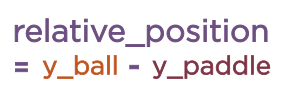 relative_position
= y_ball - y_paddle